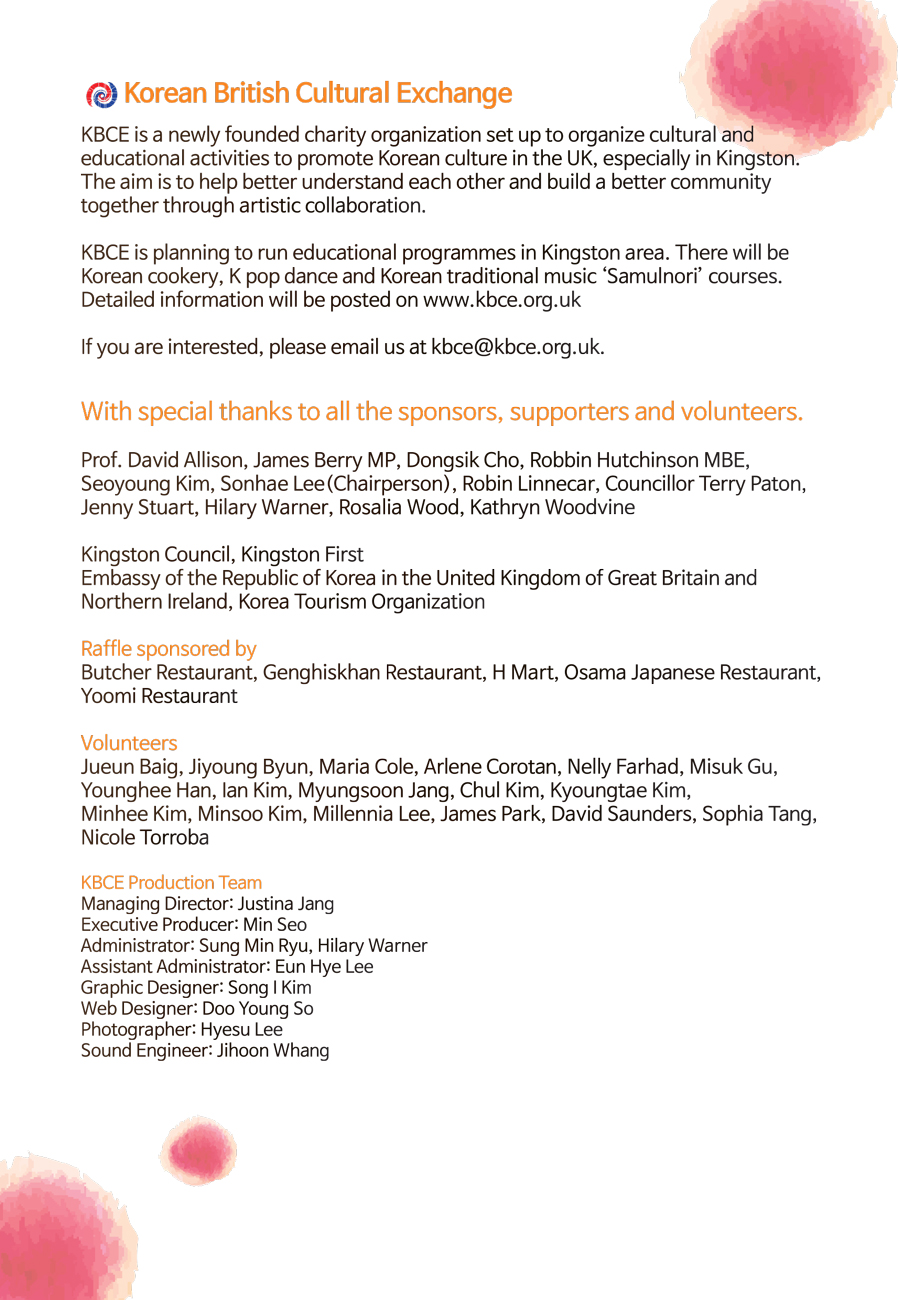 Korean British Cultural Exchange
KBCE is a newly founded charity organization set up to organize cultural and
educational activities to promote Korean culture in the UK, especially in Kingston.
The aim is to help better understand each other and build a better community
together through artistic collaboration.
KBCE is planning to run educational programmes in Kingston area. There will be
Korean cookery, K pop dance and Korean traditional music ‘Samulnori’ courses.
Detailed information will be posted on www.kbce.org.uk
If you are interested, please email us at kbce@kbce.org.uk.
With special thanks to all the sponsors, supporters and volunteers.
Prof. David Allison, James Berry MP, Dongsik Cho, Robbin Hutchinson MBE,
Seoyoung Kim, Sonhae Lee(Chairperson), Robin Linnecar, Councillor Terry Paton,
Jenny Stuart, Hilary Warner, Rosalia Wood, Kathryn Woodvine
Kingston Council, Kingston First
Embassy of the Republic of Korea in the United Kingdom of Great Britain and
Northern Ireland, Korea Tourism Organization
Raffle sponsored by
Butcher Restaurant, Genghiskhan Restaurant, H Mart, Osama Japanese Restaurant,
Yoomi Restaurant
Volunteers
Jueun Baig, Jiyoung Byun, Maria Cole, Arlene Corotan, Nelly Farhad, Misuk Gu,
Younghee Han, Ian Kim, Myungsoon Jang, Chul Kim, Kyoungtae Kim,
Minhee Kim, Minsoo Kim, Millennia Lee, James Park, David Saunders, Sophia Tang,
Nicole Torroba
KBCE Production Team
Managing Director: Justina Jang
Executive Producer: Min Seo
Administrator: Sung Min Ryu, Hilary Warner
Assistant Administrator: Eun Hye Lee
Graphic Designer: Song I Kim
Web Designer: Doo Young So
Photographer: Hyesu Lee
Sound Engineer: Jihoon Whang